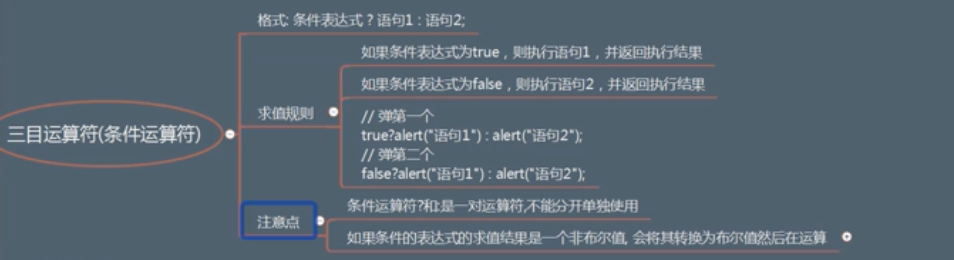 三目运算符(条件运算符)
格式: 条件表达式 ? 语句1 : 语句2;
求值规则
如果条件表达式为true，则执行语句1，并返回执行结果
如果条件表达式为false，则执行语句2，并返回执行结果
// 弹第一个
true?alert("语句1") : alert("语句2");
// 弹第二个
false?alert("语句1") : alert("语句2");
注意点
条件运算符?和:是一对运算符,不能分开单独使用
如果条件的表达式的求值结果是一个非布尔值, 会将其转换为布尔值然后在运算